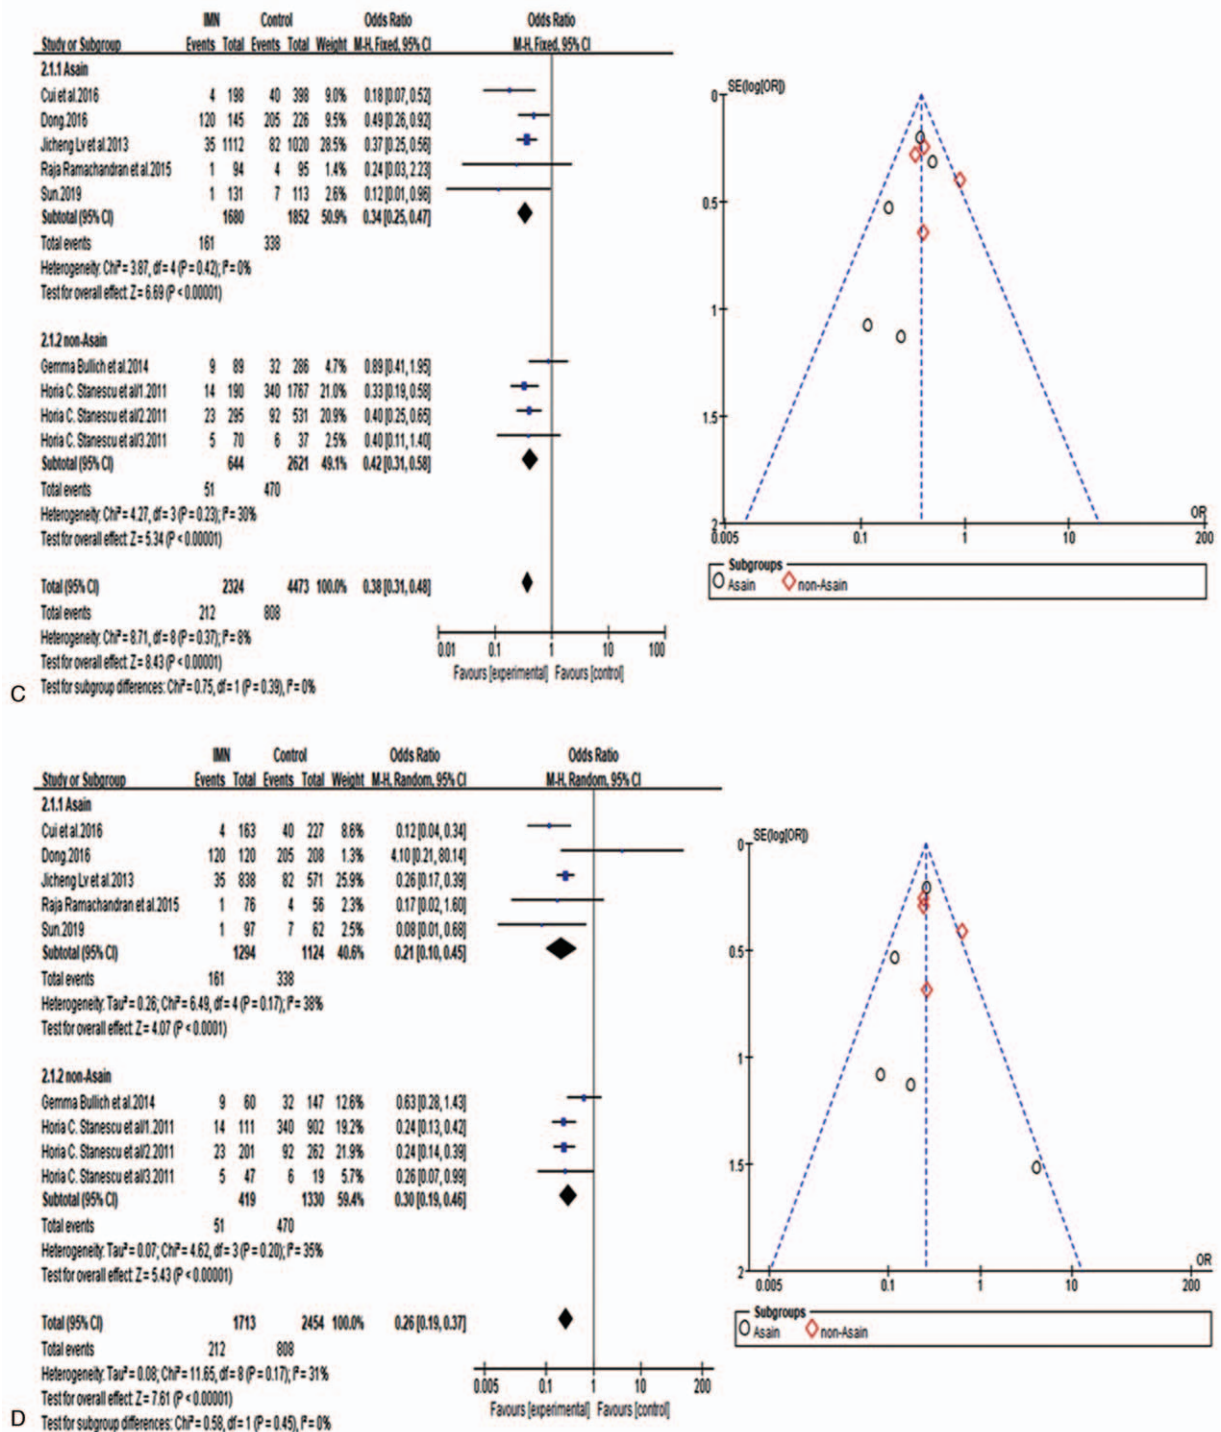 IMN Control Odds Ratio Odds Ratio
Study or Subgroup Events Total Events Total Weight M-H, Fixed, 95% CI M-H, Fixed, 95% CI
2.1.1 Asain
Cui et al.2016 4 198 40 398 9.0% 0.18 [0.07, 0.52]
Dong.2016 120 145 205 226 9.5% 0.49 [0.26, 0.92]
Jicheng Lv et al.2013 35 1112 82 1020 28.5% 0.37 [0.25, 0.56]
Raja Ramachandran et al.2015 1 94 4 95 1.4% 0.24 [0.03, 2.23]
Sun.2019 1 131 7 113 2.6% 0.12 [0.01, 0.98]
Subtotal (95% CI) 1680 1852 50.9% 0.34 [0.25, 0.47]
Total events 161 338
Heterogeneity: Chi² = 3.87, df = 4 (P = 0.42); I² = 0%
Test for overall effect: Z = 6.69 (P < 0.00001)
2.1.2 non-Asain
Gemma Bullich et al.2014 9 89 32 286 4.7% 0.89 [0.41, 1.95]
Horia C. Stanescu et al/1.2011 14 190 340 1767 21.0% 0.33 [0.19, 0.58]
Horia C. Stanescu et al/2.2011 23 295 92 531 20.9% 0.40 [0.25, 0.65]
Horia C. Stanescu et al/3.2011 5 70 6 37 2.5% 0.40 [0.11, 1.40]
Subtotal (95% CI) 644 2621 49.1% 0.42 [0.31, 0.58]
Total events 51 470
Heterogeneity: Chi² = 4.27, df = 3 (P = 0.23); I² = 30%
Test for overall effect: Z = 5.34 (P < 0.00001)
Total (95% CI) 2324 4473 100.0% 0.38 [0.31, 0.48]
Total events 212 808
Heterogeneity: Chi² = 8.71, df = 8 (P = 0.37); I² = 8%
Test for overall effect: Z = 8.43 (P < 0.00001)
Test for subgroup differences: Chi² = 0.75, df = 1 (P = 0.39), I² = 0%
0.01 0.1 1 10 100
Favours [experimental] Favours [control]
C
SE(log[OR])
0
0.5
1
1.5
2
OR
0.005 0.1 1 10 200
Subgroups
Asain non-Asain
IMN Control Odds Ratio Odds Ratio
Study or Subgroup Events Total Events Total Weight M-H, Random, 95% CI M-H, Random, 95% CI
2.1.1 Asain
Cui et al.2016 4 163 40 227 8.6% 0.12 [0.04, 0.34]
Dong.2016 120 120 205 208 1.3% 4.10 [0.21, 80.14]
Jicheng Lv et al.2013 35 838 82 571 25.9% 0.26 [0.17, 0.39]
Raja Ramachandran et al.2015 1 76 4 56 2.3% 0.17 [0.02, 1.60]
Sun.2019 1 97 7 62 2.5% 0.08 [0.01, 0.68]
Subtotal (95% CI) 1294 1124 40.6% 0.21 [0.10, 0.45]
Total events 161 338
Heterogeneity: Tau² = 0.26; Chi² = 6.49, df = 4 (P = 0.17); I² = 38%
Test for overall effect: Z = 4.07 (P < 0.0001)
2.1.2 non-Asain
Gemma Bullich et al.2014 9 60 32 147 12.6% 0.63 [0.28, 1.43]
Horia C. Stanescu et al/1.2011 14 111 340 902 19.2% 0.24 [0.13, 0.42]
Horia C. Stanescu et al/2.2011 23 201 92 262 21.9% 0.24 [0.14, 0.39]
Horia C. Stanescu et al/3.2011 5 47 6 19 5.7% 0.26 [0.07, 0.99]
Subtotal (95% CI) 419 1330 59.4% 0.30 [0.19, 0.46]
Total events 51 470
Heterogeneity: Tau² = 0.07; Chi² = 4.62, df = 3 (P = 0.20); I² = 35%
Test for overall effect: Z = 5.43 (P < 0.00001)
Total (95% CI) 1713 2454 100.0% 0.26 [0.19, 0.37]
Total events 212 808
Heterogeneity: Tau² = 0.08; Chi² = 11.65, df = 8 (P = 0.17); I² = 31%
Test for overall effect: Z = 7.61 (P < 0.00001)
Test for subgroup differences: Chi² = 0.58, df = 1 (P = 0.45), I² = 0%
0.005 0.1 1 10 200
Favours [experimental] Favours [control]
D
SE(log[OR])
0
0.5
1
1.5
2
OR
0.005 0.1 1 10 200
Subgroups
Asain non-Asain